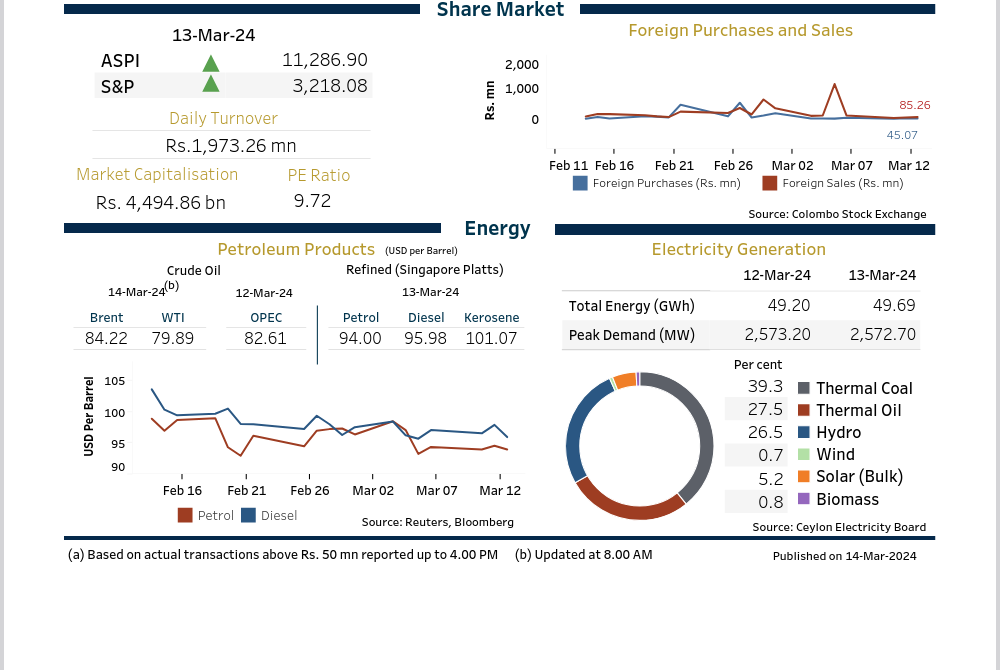 Share Market
13-Mar-24
ASPI 11,286.90
S&P 3,218.08
Daily Turnover
Rs.1,973.26 mn
Market Capitalisation PE Ratio
Rs. 4,494.86 bn 9.72
Foreign Purchases and Sales
Rs. mn
2,000
1,000
0
85.26
45.07
Feb 11 Feb 16 Feb 21 Feb 26 Mar 02 Mar 07 Mar 12
Foreign Purchases (Rs. mn) Foreign Sales (Rs. mn)
Source: Colombo Stock Exchange
Energy
Petroleum Products (USD per Barrel)
Crude Oil Refined (Singapore Platts)
(b)
14-Mar-24 12-Mar-24 13-Mar-24
Brent WTI OPEC Petrol Diesel Kerosene
84.22 79.89 82.61 94.00 95.98 101.07
USD Per Barrel
105
100
95
90
Feb 16 Feb 21 Feb 26 Mar 02 Mar 07 Mar 12
Petrol Diesel
Source: Reuters, Bloomberg
Electricity Generation
12-Mar-24 13-Mar-24
Total Energy (GWh) 49.20 49.69
Peak Demand (MW) 2,573.20 2,572.70
Per cent
39.3 Thermal Coal
27.5 Thermal Oil
26.5 Hydro
0.7 Wind
5.2 Solar (Bulk)
0.8 Biomass
Source: Ceylon Electricity Board
(a) Based on actual transactions above Rs. 50 mn reported up to 4.00 PM (b) Updated at 8.00 AM Published on 14-Mar-2024